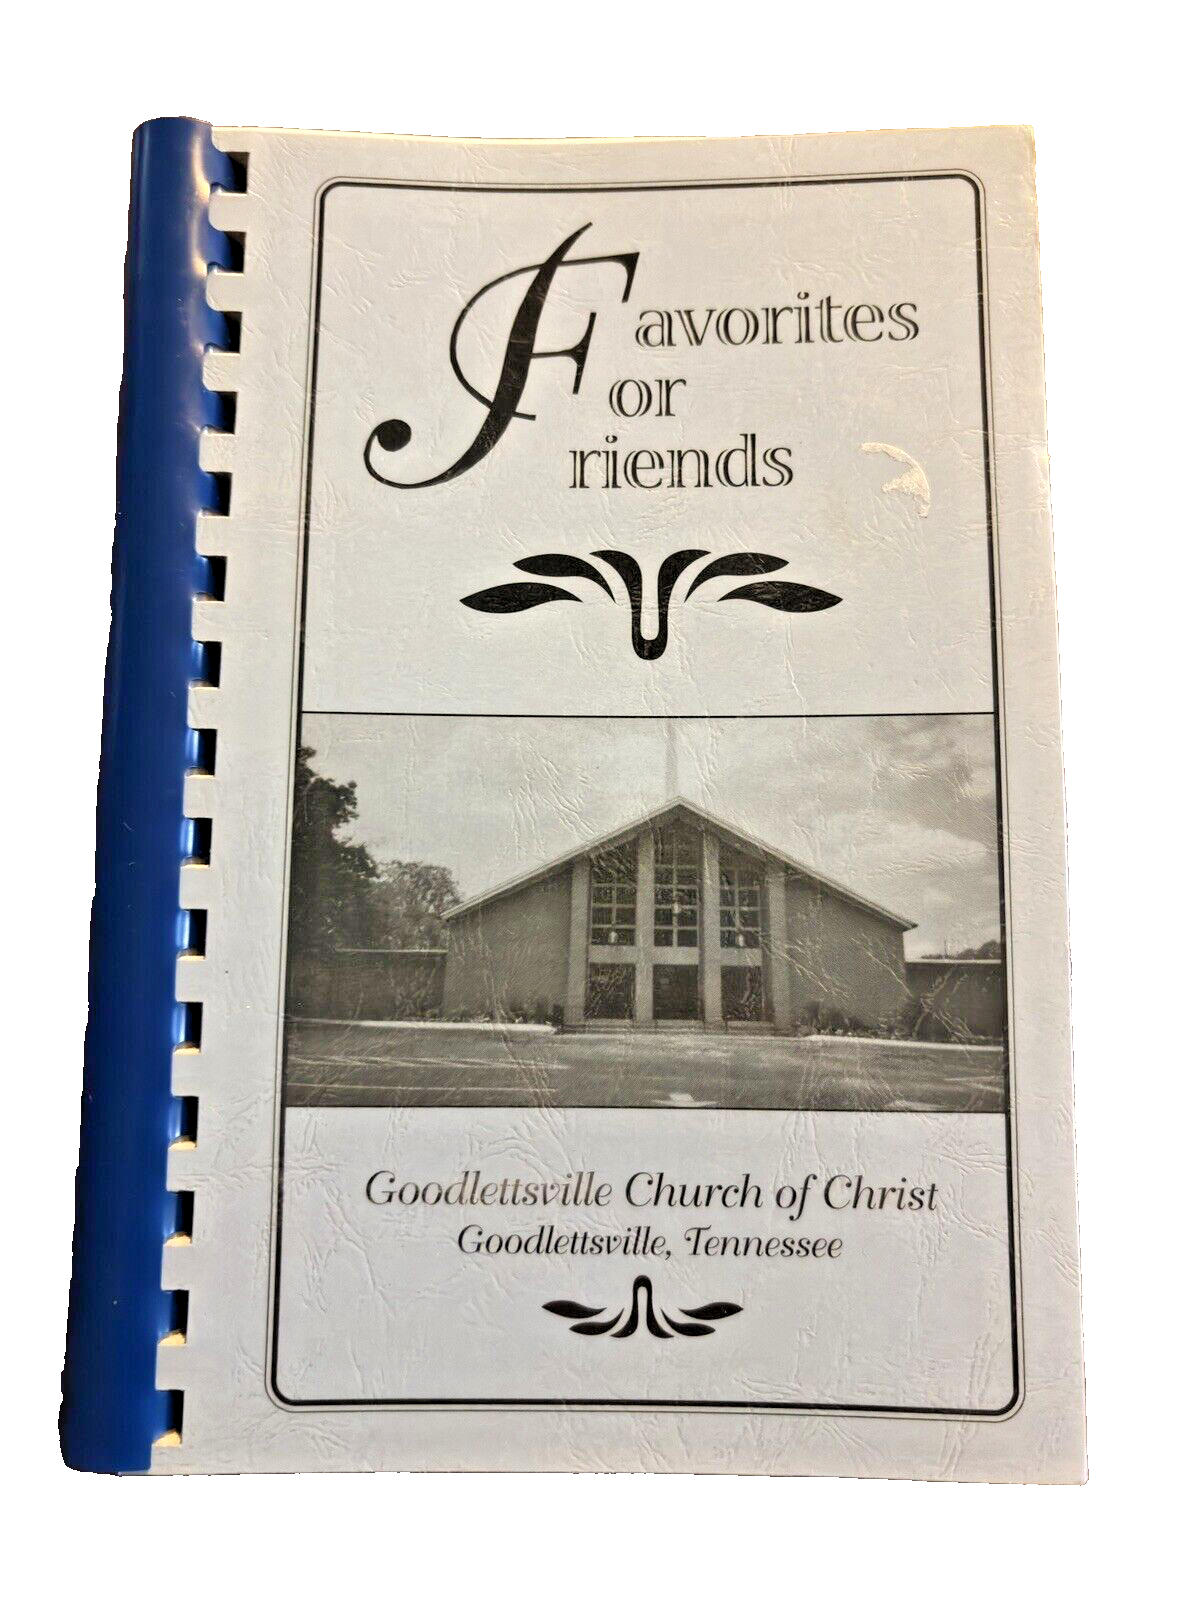 Favorites
For
Friends
Goodlettsville Church of Christ
Goodlettsville, Tennessee